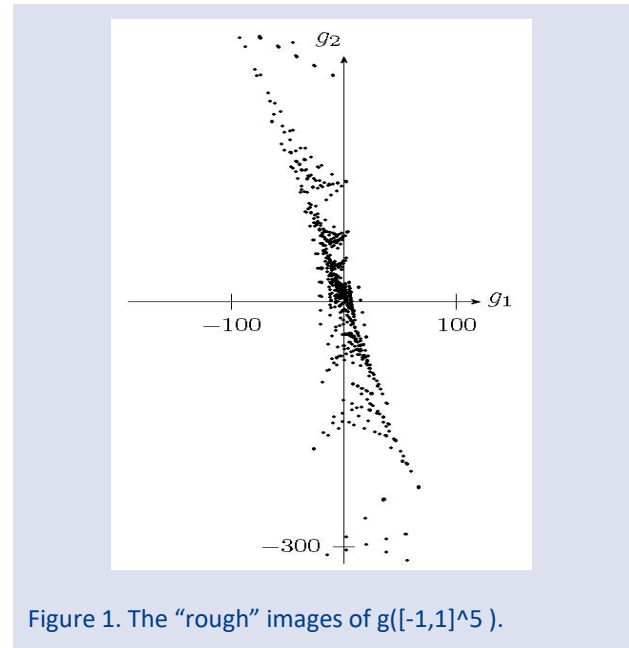 g₂
g₁
−100
100
−300
Figure 1. The “rough” images of g([-1,1]^5 ).